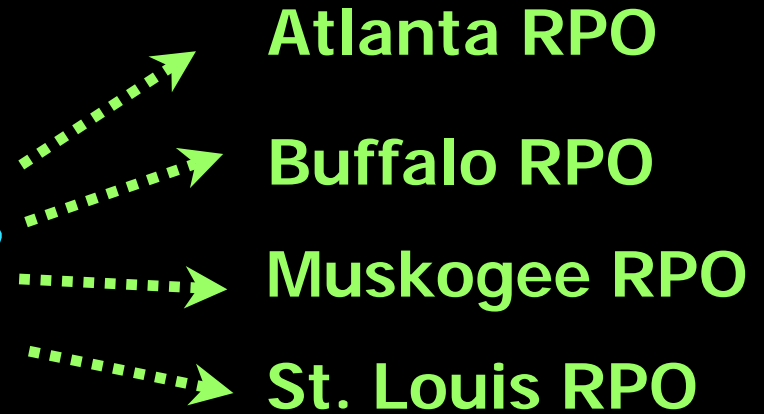 Atlanta RPO
Buffalo RPO
Muskogee RPO
St. Louis RPO